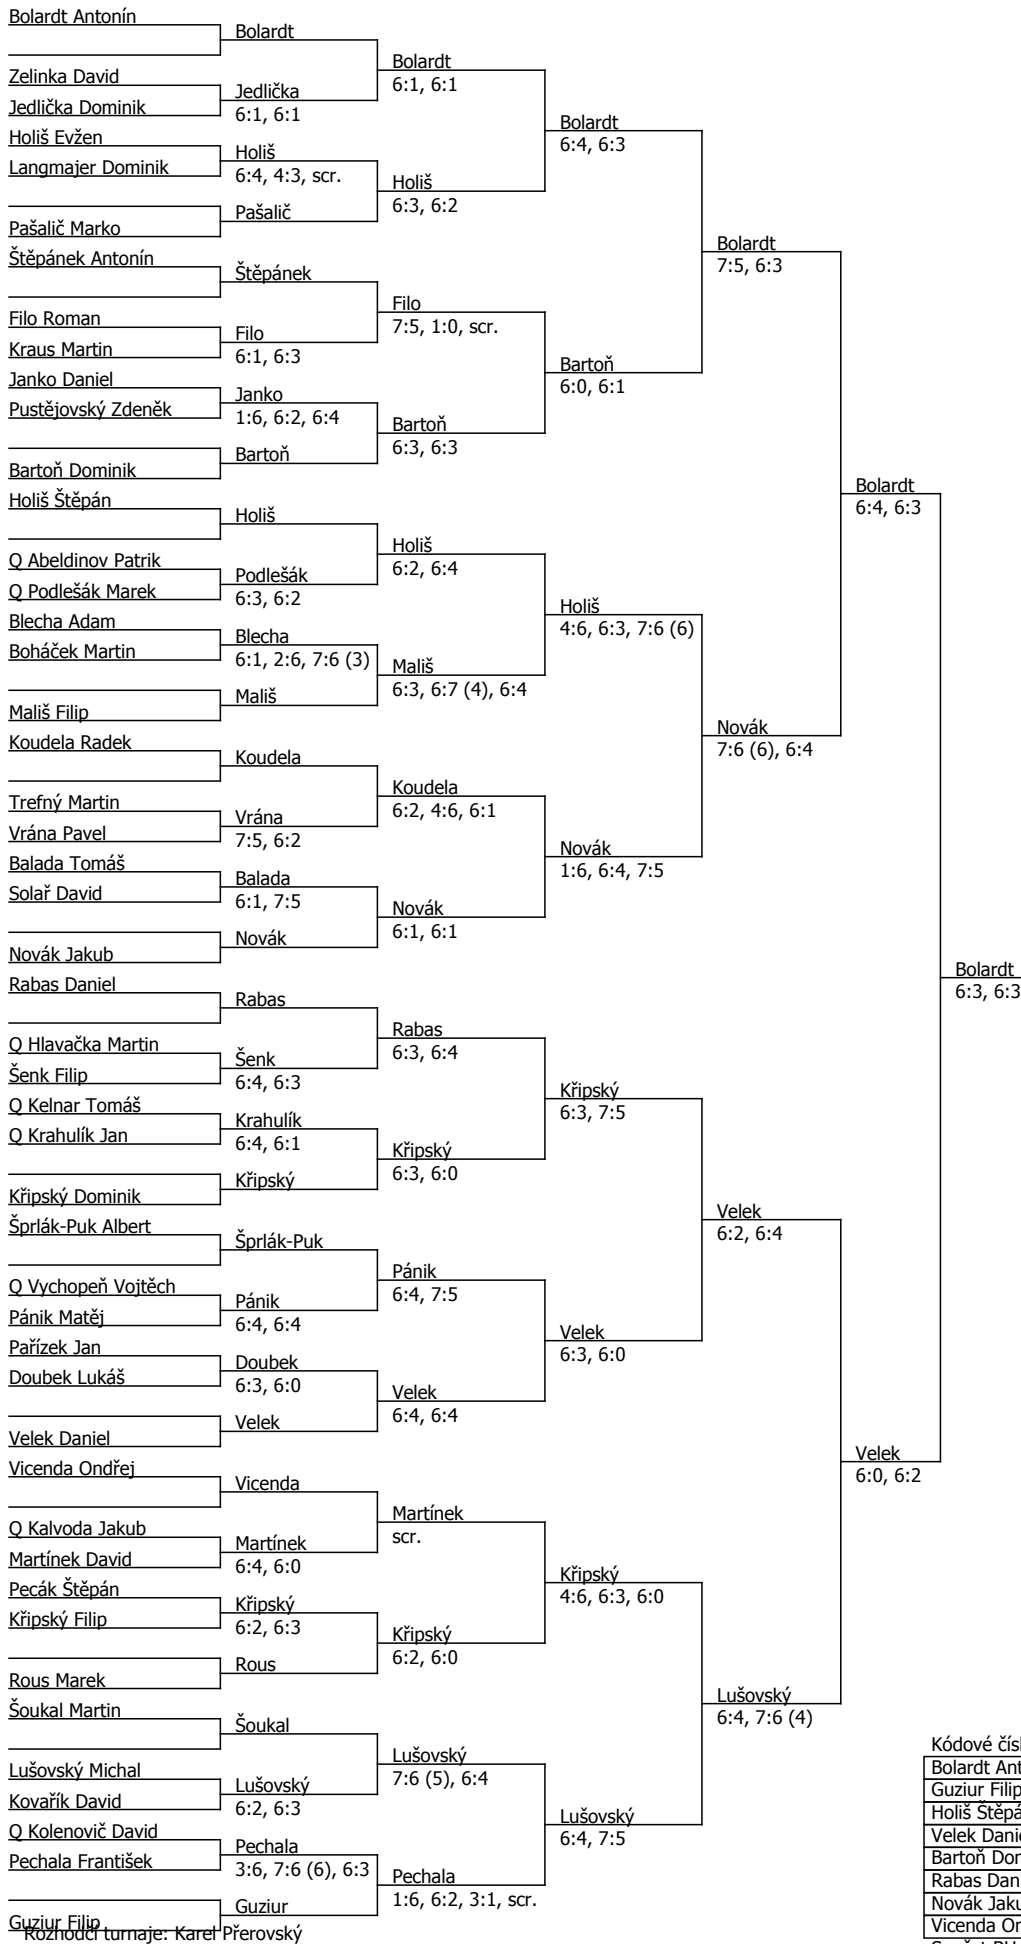 Bolardt Antonín
Bolardt
Bolardt
6:1, 6:1
Zelinka David
Jedlička
6:1, 6:1
Jedlička Dominik
Bolardt
6:4, 6:3
Holiš Evžen
Holiš
6:4, 4:3, scr.
Langmajer Dominik
Holiš
6:3, 6:2
Pašalič
Pašalič Marko
Bolardt
7:5, 6:3
Štěpánek Antonín
Štěpánek
Filo
7:5, 1:0, scr.
Filo Roman
Filo
6:1, 6:3
Kraus Martin
Bartoň
6:0, 6:1
Janko Daniel
Janko
1:6, 6:2, 6:4
Pustějovský Zdeněk
Bartoň
6:3, 6:3
Bartoň
Bartoň Dominik
Bolardt
6:4, 6:3
Holiš Štěpán
Holiš
Holiš
6:2, 6:4
Q Abeldinov Patrik
Podlešák
6:3, 6:2
Q Podlešák Marek
Holiš
4:6, 6:3, 7:6 (6)
Blecha Adam
Blecha
6:1, 2:6, 7:6 (3)
Boháček Martin
Mališ
6:3, 6:7 (4), 6:4
Mališ
Mališ Filip
Novák
7:6 (6), 6:4
Koudela Radek
Koudela
Koudela
6:2, 4:6, 6:1
Trefný Martin
Vrána
7:5, 6:2
Vrána Pavel
Novák
1:6, 6:4, 7:5
Balada Tomáš
Balada
6:1, 7:5
Solař David
Novák
6:1, 6:1
Novák
Novák Jakub
Bolardt
6:3, 6:3
Rabas Daniel
Rabas
Rabas
6:3, 6:4
Q Hlavačka Martin
Šenk
6:4, 6:3
Šenk Filip
Křipský
6:3, 7:5
Q Kelnar Tomáš
Krahulík
6:4, 6:1
Q Krahulík Jan
Křipský
6:3, 6:0
Křipský
Křipský Dominik
Velek
6:2, 6:4
Šprlák-Puk Albert
Šprlák-Puk
Pánik
6:4, 7:5
Q Vychopeň Vojtěch
Pánik
6:4, 6:4
Pánik Matěj
Velek
6:3, 6:0
Pařízek Jan
Doubek
6:3, 6:0
Doubek Lukáš
Velek
6:4, 6:4
Velek
Velek Daniel
Velek
6:0, 6:2
Vicenda Ondřej
Vicenda
Martínek
scr.
Q Kalvoda Jakub
Martínek
6:4, 6:0
Martínek David
Křipský
4:6, 6:3, 6:0
Pecák Štěpán
Křipský
6:2, 6:3
Křipský Filip
Křipský
6:2, 6:0
Rous
Rous Marek
Lušovský
6:4, 7:6 (4)
Šoukal Martin
Šoukal
Lušovský
7:6 (5), 6:4
Lušovský Michal
Lušovský
6:2, 6:3
Kovařík David
Lušovský
6:4, 7:5
Q Kolenovič David
Pechala
3:6, 7:6 (6), 6:3
Pechala František
Pechala
1:6, 6:2, 3:1, scr.
Guziur
Guziur Filip
Rozhodčí turnaje: Karel Přerovský
Kódové čís
Bolardt Ant
Guziur Filip
Holiš Štěpá
Velek Danie
Bartoň Dom
Rabas Dan
Novák Jaku
Vicenda On